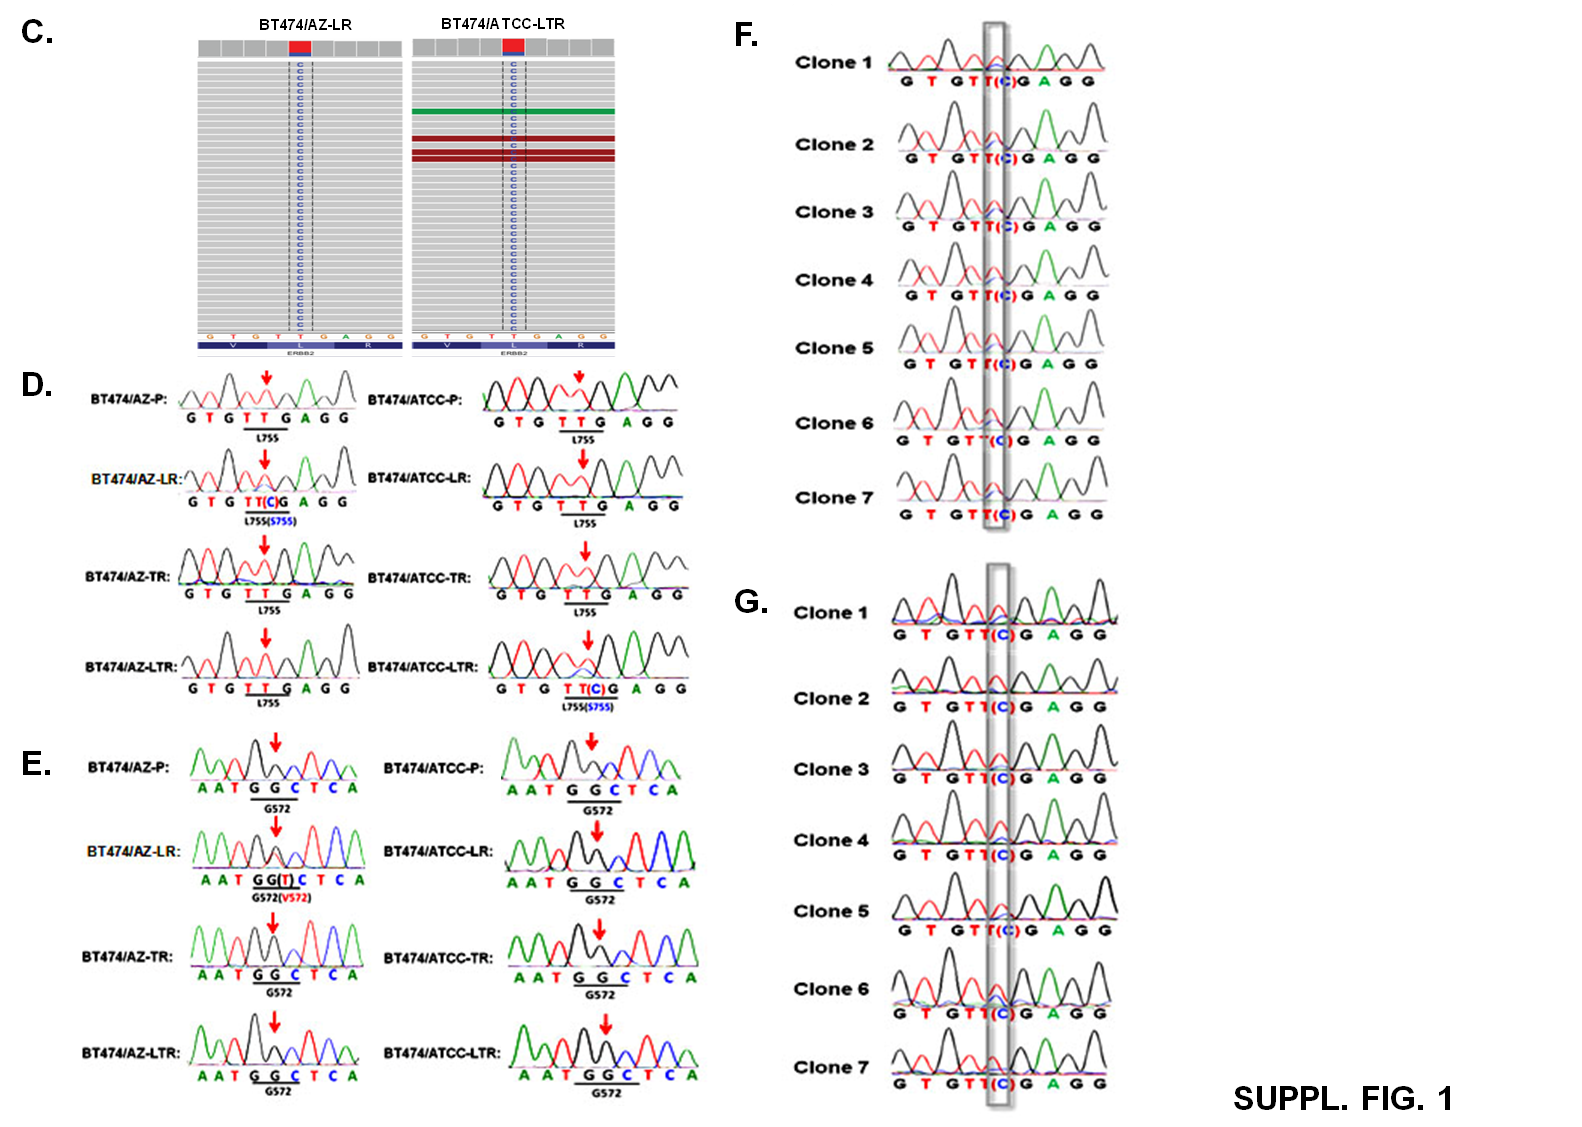 C.
BT474/AZ-LR
BT474/ATCC-LTR
C
C
G T G T T G A G G
G T G T T G A G G
V L R
V L R
ERBB2
ERBB2
D.
BT474/AZ-P:
G T G T T G A G G
L755
BT474/ATCC-P:
G T G T T G A G G
L755
BT474/AZ-LR:
G T G T T(C)G A G G
L755(S755)
BT474/ATCC-LR:
G T G T T G A G G
L755
BT474/AZ-TR:
G T G T T G A G G
L755
BT474/ATCC-TR:
G T G T T G A G G
L755
BT474/AZ-LTR:
G T G T T G A G G
L755
BT474/ATCC-LTR:
G T G T T(C)G A G G
L755(S755)
E.
BT474/AZ-P:
A A T G G C T C A
G572
BT474/ATCC-P:
A A T G G C T C A
G572
BT474/AZ-LR:
A A T G G(T)C T C A
G572(V572)
BT474/ATCC-LR:
A A T G G C T C A
G572
BT474/AZ-TR:
A A T G G C T C A
G572
BT474/ATCC-TR:
A A T G G C T C A
G572
BT474/AZ-LTR:
A A T G G C T C A
G572
BT474/ATCC-LTR:
A A T G G C T C A
G572
F.
Clone 1
G T G T T(C)G A G G
Clone 2
G T G T T(C)G A G G
Clone 3
G T G T T(C)G A G G
Clone 4
G T G T T(C)G A G G
Clone 5
G T G T T(C)G A G G
Clone 6
G T G T T(C)G A G G
Clone 7
G T G T T(C)G A G G
G.
Clone 1
G T G T T(C)G A G G
Clone 2
G T G T T(C)G A G G
Clone 3
G T G T T(C)G A G G
Clone 4
G T G T T(C)G A G G
Clone 5
G T G T T(C)G A G G
Clone 6
G T G T T(C)G A G G
Clone 7
G T G T T(C)G A G G
SUPPL. FIG. 1